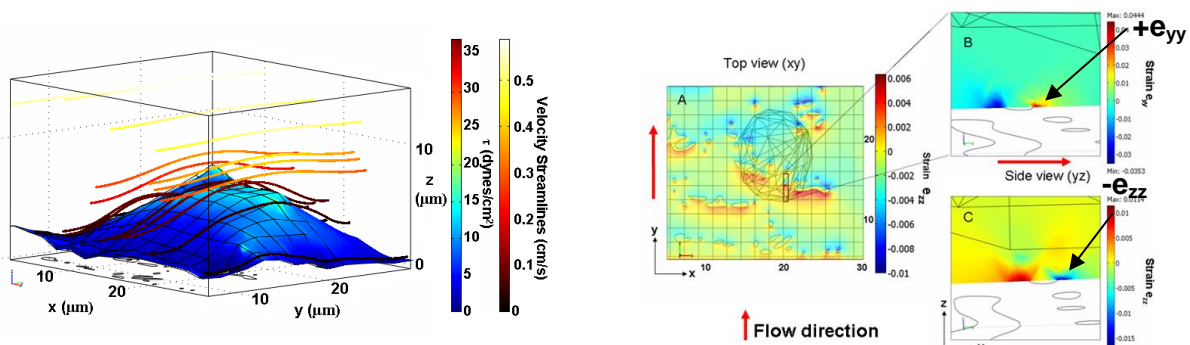 35
30
25
20
15
10
5
0
τ (dynes/cm²)
0.5
0.4
0.3
0.2
0.1
0
Velocity Streamlines (cm/s)
10
z
(μm)
0
10
20
x (μm)
10
20
y (μm)
Top view (xy)
A
20
10
10
20
30
y
x
0.006
0.004
0.002
0
-0.002
-0.004
-0.006
-0.008
-0.01
Strain e zz
Flow direction
Max: 0.0444
B
0.03
0.02
0.01
0
-0.01
-0.02
-0.03
Min: -0.0353
Strain e yy
+e yy
Side view (yz)
-e zz
Max: 0.0114
C
0.01
0.005
0
-0.005
-0.015
Strain e zz
z